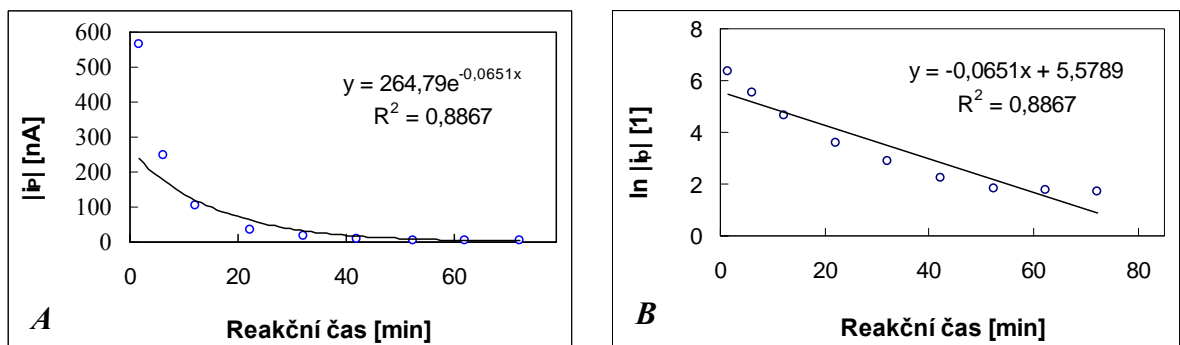 600
500
400
300
200
100
0
|iₚ| [nA]
y = 264,79e^-0,0651x
R² = 0,8867
0 20 40 60
Reakční čas [min]
A
8
6
4
2
0
ln |iₚ| [1]
y = -0,0651x + 5,5789
R² = 0,8867
0 20 40 60 80
Reakční čas [min]
B